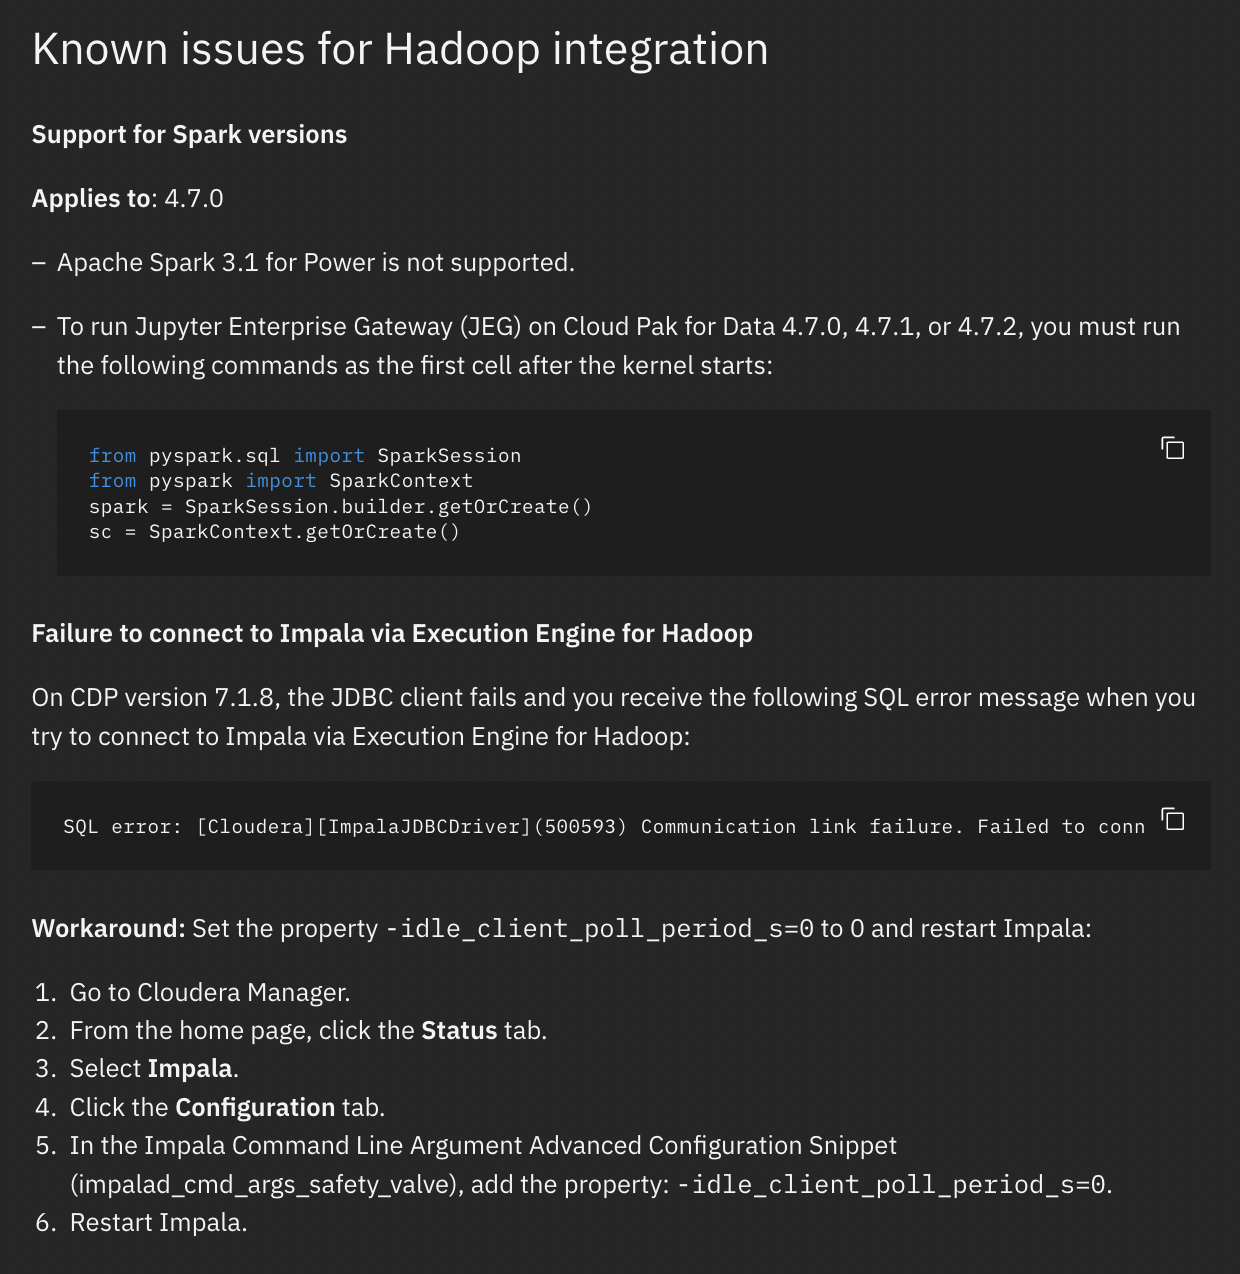 Known issues for Hadoop integration
Support for Spark versions
Applies to: 4.7.0
– Apache Spark 3.1 for Power is not supported.
– To run Jupyter Enterprise Gateway (JEG) on Cloud Pak for Data 4.7.0, 4.7.1, or 4.7.2, you must run
the following commands as the first cell after the kernel starts:
from pyspark.sql import SparkSession
from pyspark import SparkContext
spark = SparkSession.builder.getOrCreate()
sc = SparkContext.getOrCreate()
Failure to connect to Impala via Execution Engine for Hadoop
On CDP version 7.1.8, the JDBC client fails and you receive the following SQL error message when you
try to connect to Impala via Execution Engine for Hadoop:
SQL error: [Cloudera][ImpalaJDBCDriver](500593) Communication link failure. Failed to conn
Workaround: Set the property -idle_client_poll_period_s=0 to 0 and restart Impala:
1. Go to Cloudera Manager.
2. From the home page, click the Status tab.
3. Select Impala.
4. Click the Configuration tab.
5. In the Impala Command Line Argument Advanced Configuration Snippet
(impalad_cmd_args_safety_valve), add the property: -idle_client_poll_period_s=0.
6. Restart Impala.